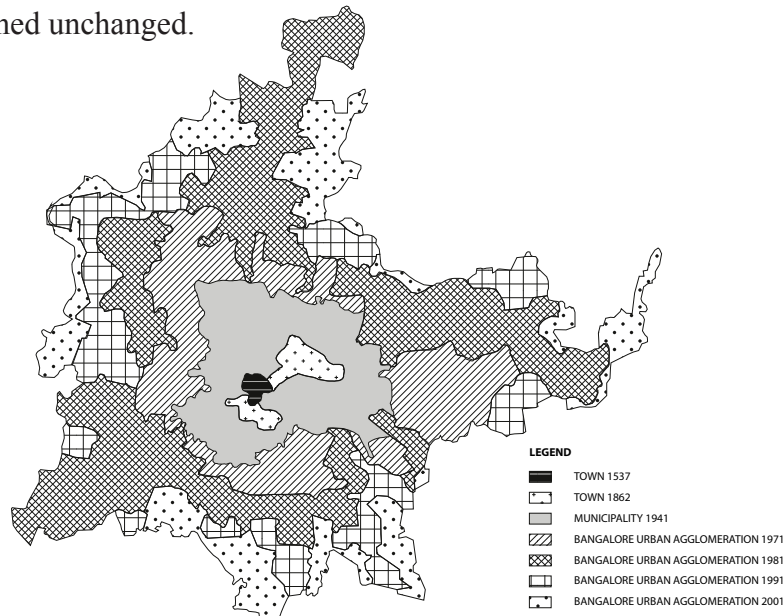 ned unchanged.
LEGEND
TOWN 1537
TOWN 1862
MUNICIPALITY 1941
BANGALORE URBAN AGGLOMERATION 1971
BANGALORE URBAN AGGLOMERATION 1981
BANGALORE URBAN AGGLOMERATION 1991
BANGALORE URBAN AGGLOMERATION 2001